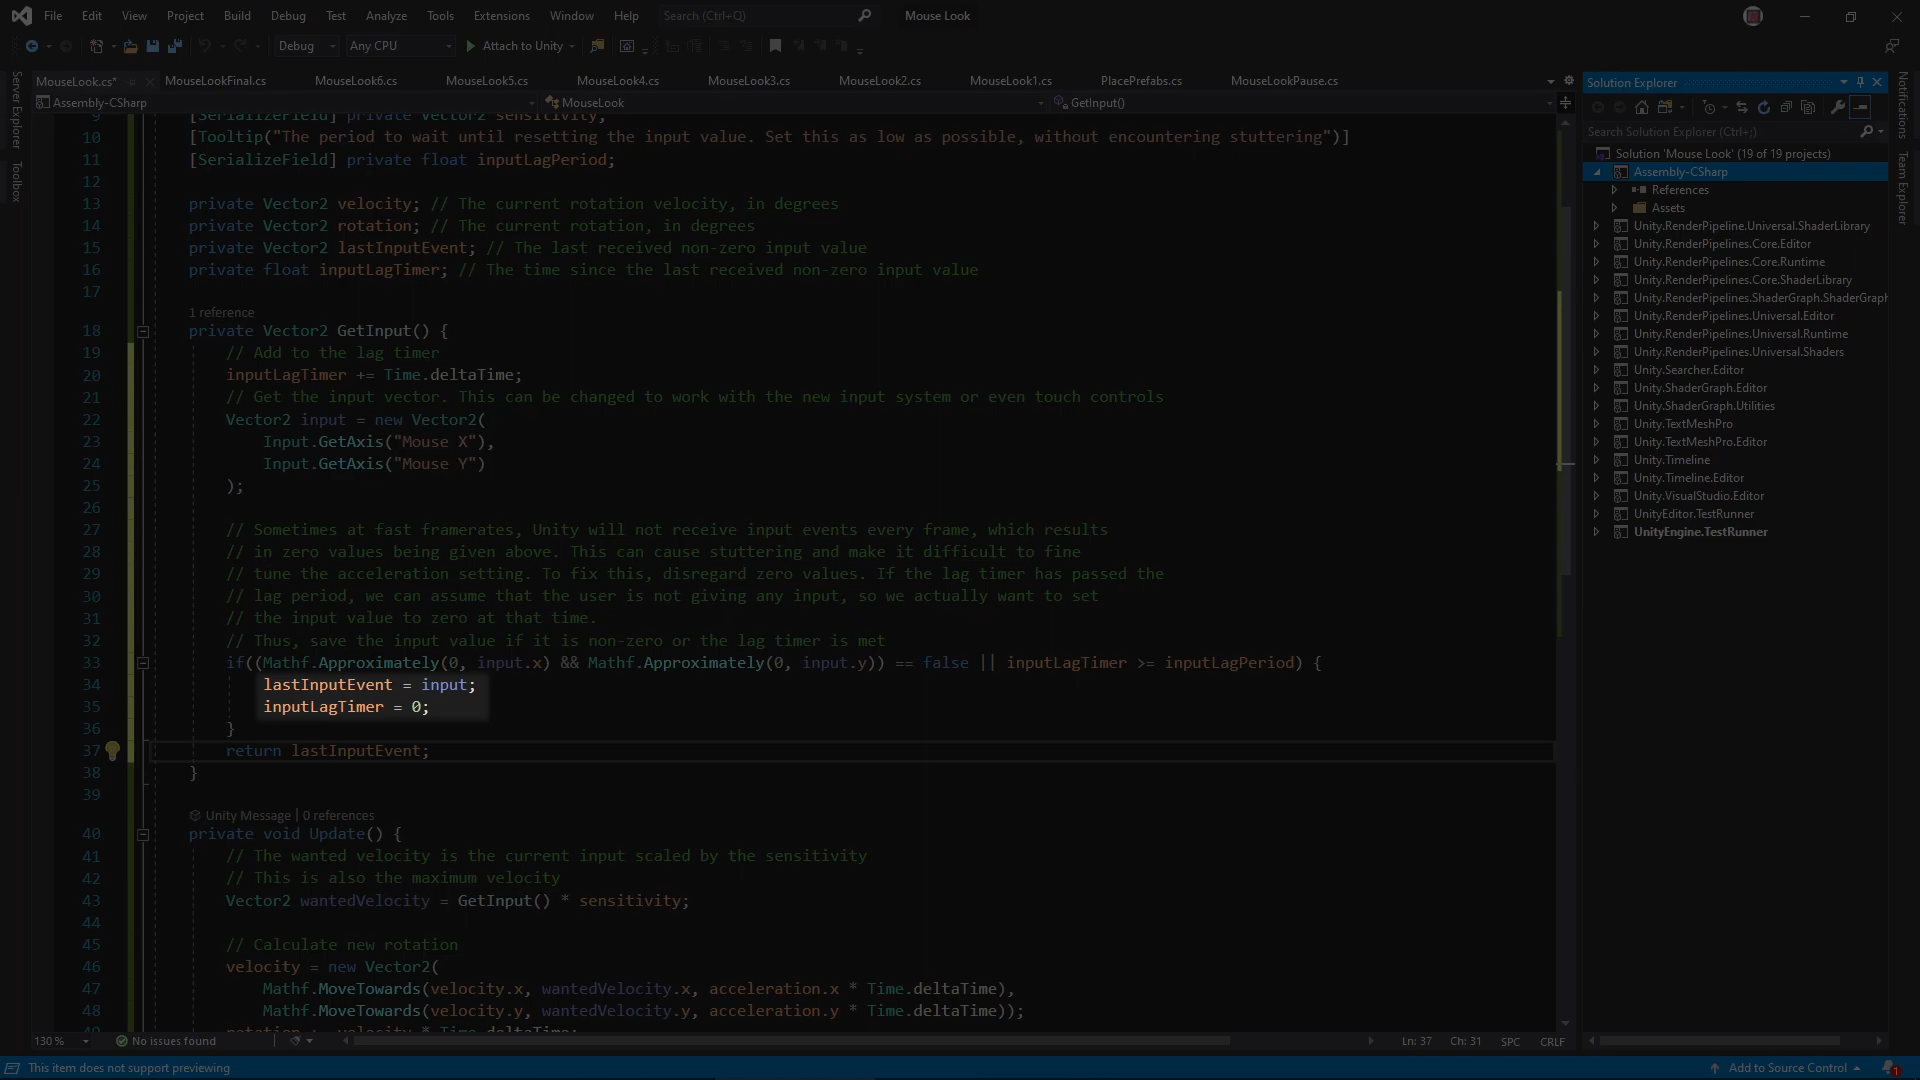 File Edit View Project Build Debug Test Analyze Tools Extensions Window Help Search (Ctrl+Q) Mouse Look
Debug Any CPU Attach to Unity
MouseLook.cs* MouseLookFinal.cs MouseLook6.cs MouseLook5.cs MouseLook4.cs MouseLook3.cs MouseLook2.cs MouseLook1.cs PlacePrefabs.cs MouseLookPause.cs
Assembly-CSharp MouseLook GetInput()
Server Explorer
Toolbox
9 [SerializeField] private Vector2 sensitivity;
10 [Tooltip("The period to wait until resetting the input value. Set this as low as possible, without encountering stuttering")]
11 [SerializeField] private float inputLagPeriod;
12
13 private Vector2 velocity; // The current rotation velocity, in degrees
14 private Vector2 rotation; // The current rotation, in degrees
15 private Vector2 lastInputEvent; // The last received non-zero input value
16 private float inputLagTimer; // The time since the last received non-zero input value
17
1 reference
18 private Vector2 GetInput() {
19 // Add to the lag timer
20 inputLagTimer += Time.deltaTime;
21 // Get the input vector. This can be changed to work with the new input system or even touch controls
22 Vector2 input = new Vector2(
23 Input.GetAxis("Mouse X"),
24 Input.GetAxis("Mouse Y")
25 );
26
27 // Sometimes at fast framerates, Unity will not receive input events every frame, which results
28 // in zero values being given above. This can cause stuttering and make it difficult to fine
29 // tune the acceleration setting. To fix this, disregard zero values. If the lag timer has passed the
30 // lag period, we can assume that the user is not giving any input, so we actually want to set
31 // the input value to zero at that time.
32 // Thus, save the input value if it is non-zero or the lag timer is met
33 if((Mathf.Approximately(0, input.x) && Mathf.Approximately(0, input.y)) == false || inputLagTimer >= inputLagPeriod) {
34 lastInputEvent = input;
35 inputLagTimer = 0;
36 }
37 return lastInputEvent;
38 }
39
Unity Message | 0 references
40 private void Update() {
41 // The wanted velocity is the current input scaled by the sensitivity
42 // This is also the maximum velocity
43 Vector2 wantedVelocity = GetInput() * sensitivity;
44
45 // Calculate new rotation
46 velocity = new Vector2(
47 Mathf.MoveTowards(velocity.x, wantedVelocity.x, acceleration.x * Time.deltaTime),
48 Mathf.MoveTowards(velocity.y, wantedVelocity.y, acceleration.y * Time.deltaTime));
49 rotation += velocity * Time.deltaTime;
130 % No issues found Ln: 37 Ch: 31 SPC CRLF
Solution Explorer
Search Solution Explorer (Ctrl+;)
Solution 'Mouse Look' (19 of 19 projects)
Assembly-CSharp
References
Assets
Unity.RenderPipeline.Universal.ShaderLibrary
Unity.RenderPipelines.Core.Editor
Unity.RenderPipelines.Core.Runtime
Unity.RenderPipelines.Core.ShaderLibrary
Unity.RenderPipelines.ShaderGraph.ShaderGraph
Unity.RenderPipelines.Universal.Editor
Unity.RenderPipelines.Universal.Runtime
Unity.RenderPipelines.Universal.Shaders
Unity.Searcher.Editor
Unity.ShaderGraph.Editor
Unity.ShaderGraph.Utilities
Unity.TextMeshPro
Unity.TextMeshPro.Editor
Unity.Timeline
Unity.Timeline.Editor
Unity.VisualStudio.Editor
UnityEditor.TestRunner
UnityEngine.TestRunner
Notifications
Team Explorer
This item does not support previewing Add to Source Control 1